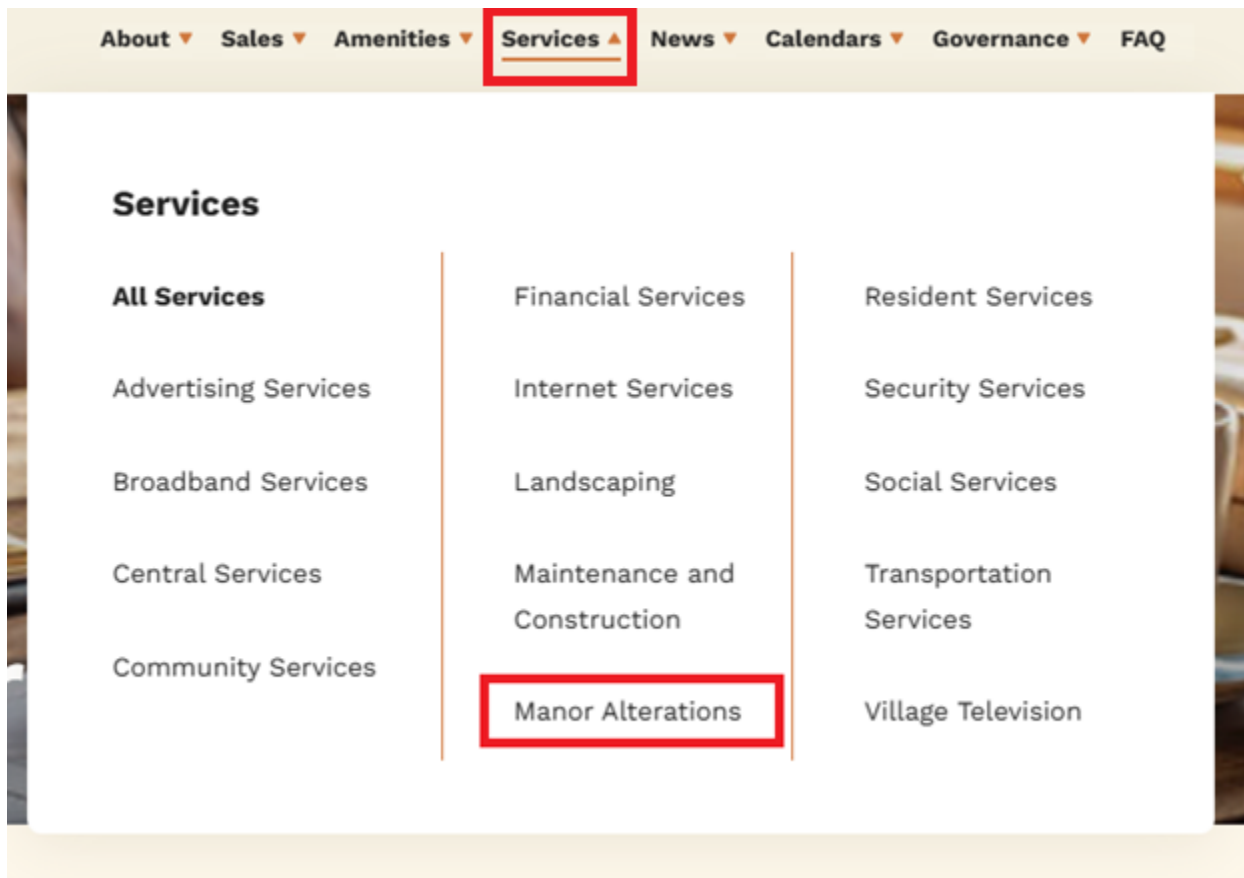 About ▼ Sales ▼ Amenities ▼ Services ▲ News ▼ Calendars ▼ Governance ▼ FAQ
Services
All Services
Advertising Services
Broadband Services
Central Services
Community Services
Financial Services
Internet Services
Landscaping
Maintenance and
Construction
Manor Alterations
Resident Services
Security Services
Social Services
Transportation
Services
Village Television